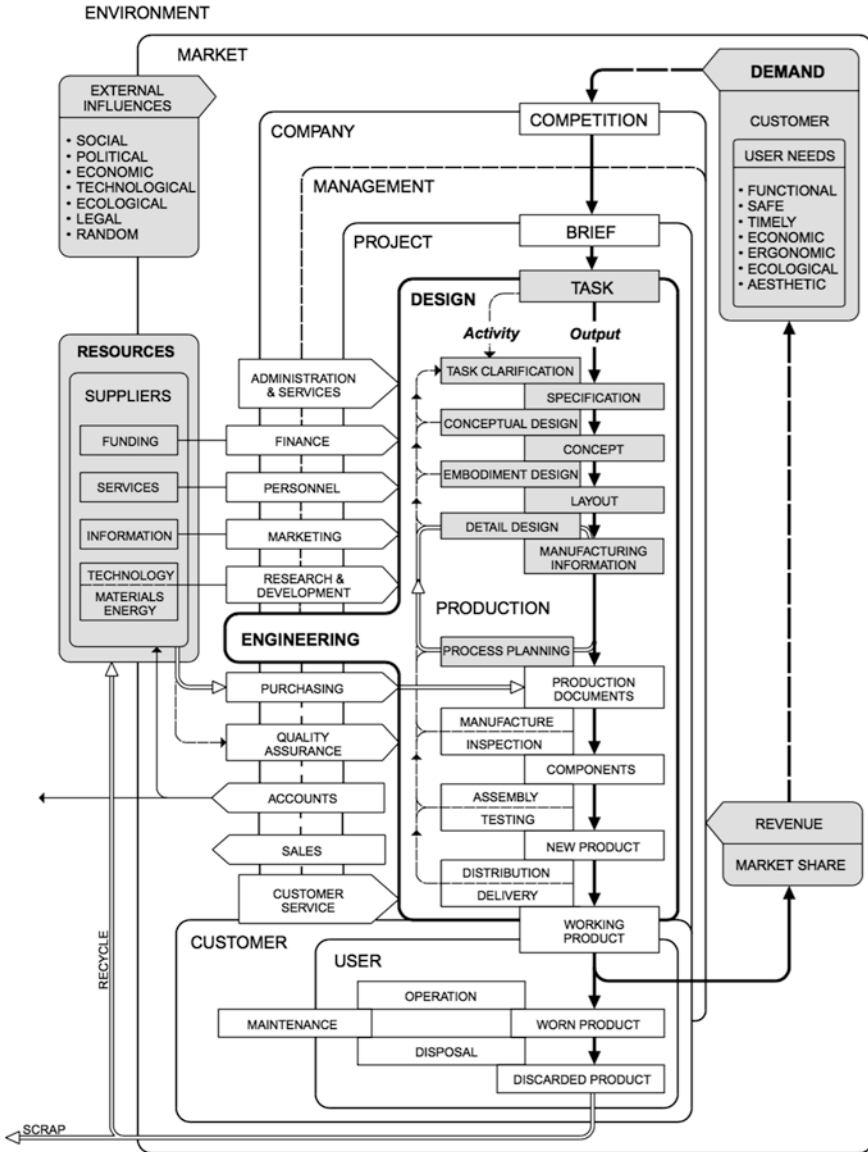 ENVIRONMENT
MARKET
EXTERNAL
INFLUENCES
• SOCIAL
• POLITICAL
• ECONOMIC
• TECHNOLOGICAL
• ECOLOGICAL
• LEGAL
• RANDOM
DEMAND
CUSTOMER
USER NEEDS
• FUNCTIONAL
• SAFE
• TIMELY
• ECONOMIC
• ERGONOMIC
• ECOLOGICAL
• AESTHETIC
COMPANY
COMPETITION
MANAGEMENT
PROJECT
BRIEF
DESIGN
TASK
Activity
Output
RESOURCES
SUPPLIERS
FUNDING
SERVICES
INFORMATION
TECHNOLOGY
MATERIALS
ENERGY
ADMINISTRATION
& SERVICES
FINANCE
PERSONNEL
MARKETING
RESEARCH &
DEVELOPMENT
TASK CLARIFICATION
SPECIFICATION
CONCEPTUAL DESIGN
CONCEPT
EMBODIMENT DESIGN
LAYOUT
DETAIL DESIGN
MANUFACTURING
INFORMATION
PRODUCTION
ENGINEERING
PROCESS PLANNING
PURCHASING
PRODUCTION
DOCUMENTS
QUALITY
ASSURANCE
MANUFACTURE
INSPECTION
COMPONENTS
ACCOUNTS
ASSEMBLY
TESTING
SALES
NEW PRODUCT
CUSTOMER
SERVICE
DISTRIBUTION
DELIVERY
REVENUE
MARKET SHARE
WORKING
PRODUCT
CUSTOMER
USER
OPERATION
MAINTENANCE
WORN PRODUCT
DISPOSAL
DISCARDED PRODUCT
RECYCLE
SCRAP